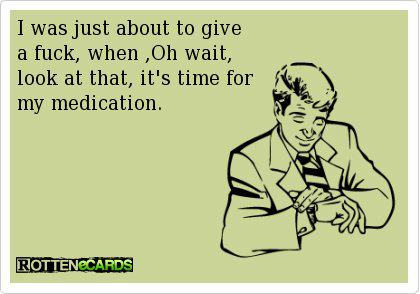 I was just about to give
a fuck, when ,Oh wait,
look at that, it's time for
my medication.
ROTTENeCARDS